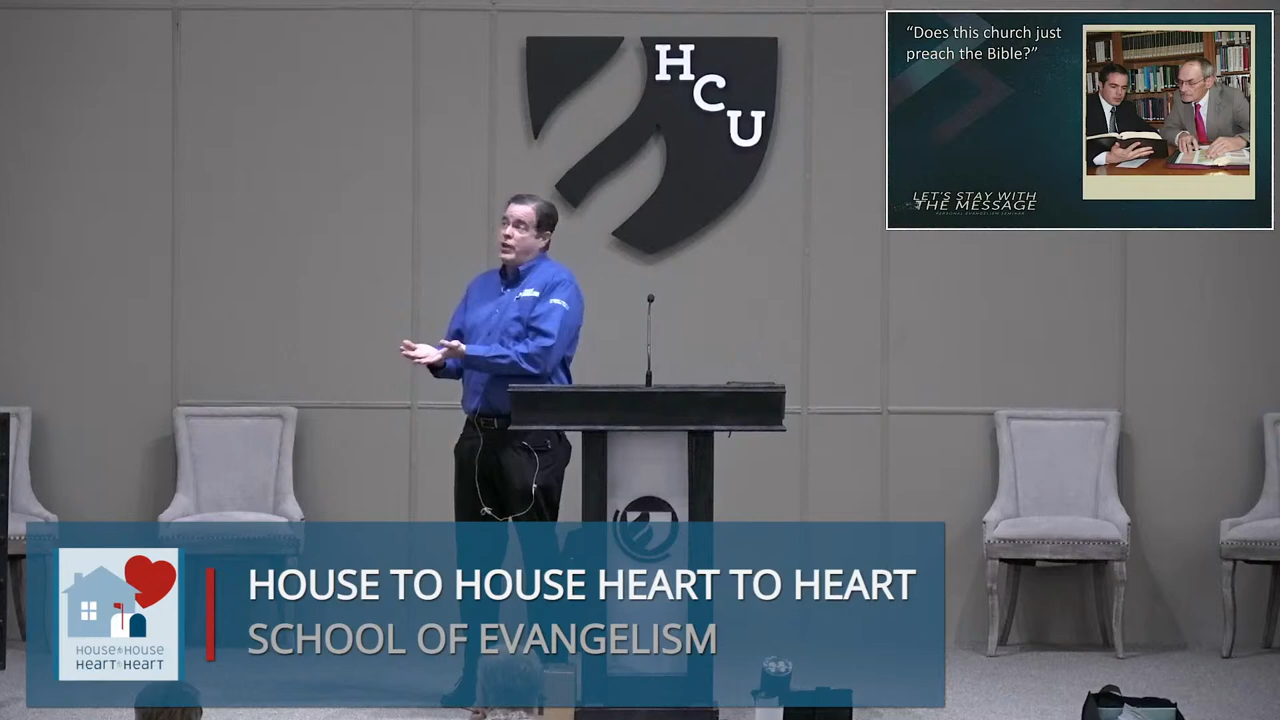 H
C
U
“Does this church just
preach the Bible?”
LET'S STAY WITH
THE MESSAGE
PERSONAL EVANGELISM SEMINAR
HOUSE TO HOUSE HEART TO HEART
SCHOOL OF EVANGELISM
HOUSE TO HOUSE
HEART TO HEART